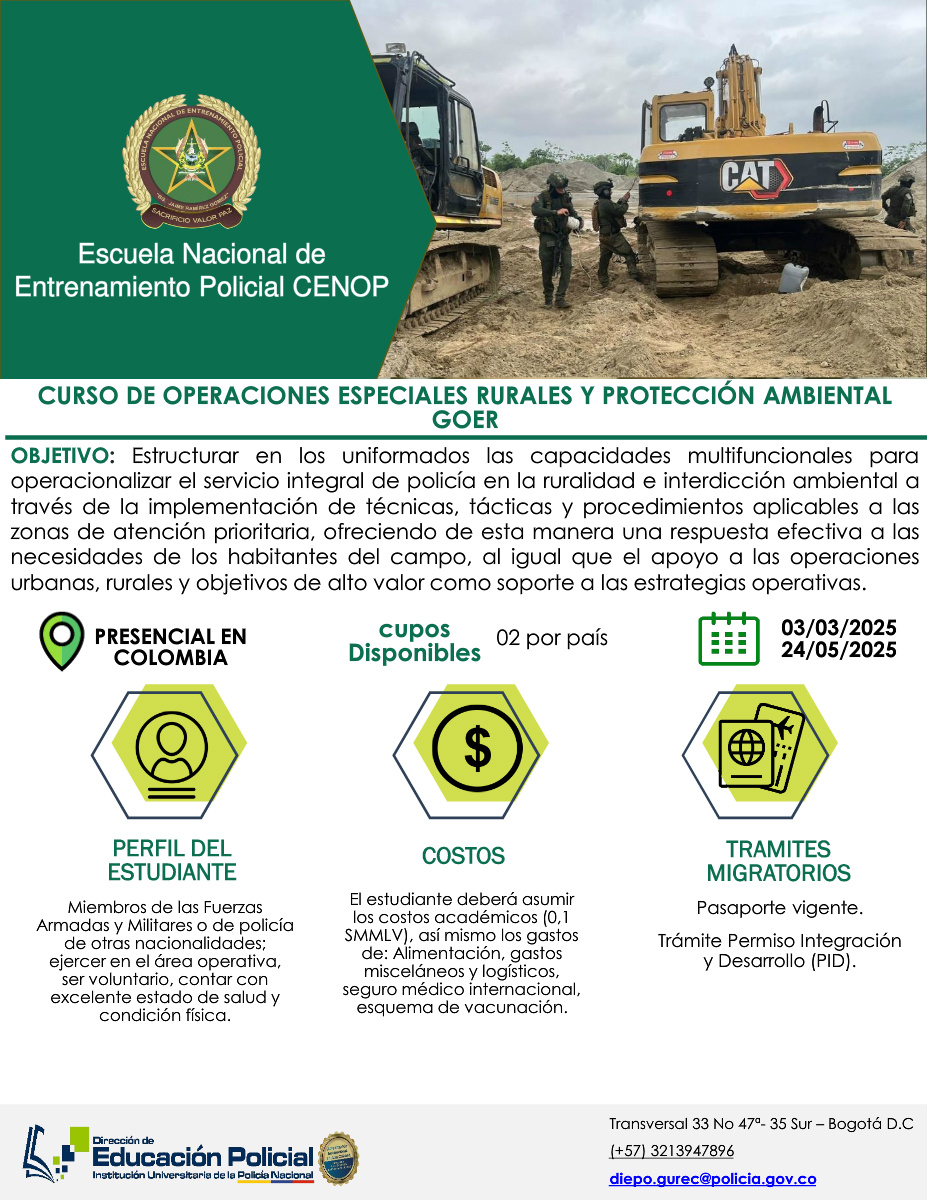 ESCUELA NACIONAL DE ENTRENAMIENTO POLICIAL
"BG. JAIME RAMÍREZ GÓMEZ"
SACRIFICIO VALOR PAZ
Escuela Nacional de
Entrenamiento Policial CENOP
CAT
CURSO DE OPERACIONES ESPECIALES RURALES Y PROTECCIÓN AMBIENTAL
GOER
OBJETIVO: Estructurar en los uniformados las capacidades multifuncionales para
operacionalizar el servicio integral de policía en la ruralidad e interdicción ambiental a
través de la implementación de técnicas, tácticas y procedimientos aplicables a las
zonas de atención prioritaria, ofreciendo de esta manera una respuesta efectiva a las
necesidades de los habitantes del campo, al igual que el apoyo a las operaciones
urbanas, rurales y objetivos de alto valor como soporte a las estrategias operativas.
PRESENCIAL EN
COLOMBIA
cupos
Disponibles
02 por país
03/03/2025
24/05/2025
$
PERFIL DEL
ESTUDIANTE
Miembros de las Fuerzas
Armadas y Militares o de policía
de otras nacionalidades;
ejercer en el área operativa,
ser voluntario, contar con
excelente estado de salud y
condición física.
COSTOS
El estudiante deberá asumir
los costos académicos (0,1
SMMLV), así mismo los gastos
de: Alimentación, gastos
misceláneos y logísticos,
seguro médico internacional,
esquema de vacunación.
TRAMITES
MIGRATORIOS
Pasaporte vigente.
Trámite Permiso Integración
y Desarrollo (PID).
Dirección de
Educación Policial
Institución Universitaria de la Policía Nacional
Transversal 33 No 47ª- 35 Sur – Bogotá D.C
(+57) 3213947896
diepo.gurec@policia.gov.co